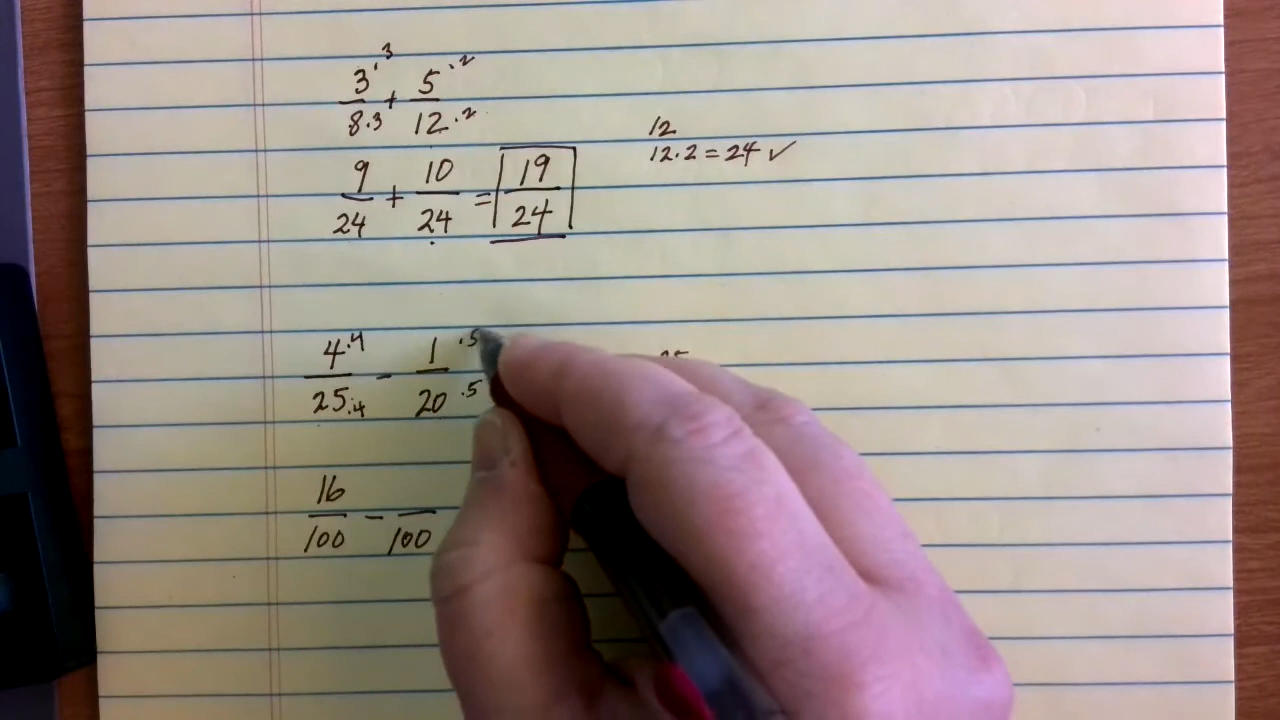 3·3/8·3 + 5·2/12·2
12
12·2 = 24 ✓
9/24 + 10/24 = 19/24
4·4/25·4 - 1·5/20·5
16/100 - /100